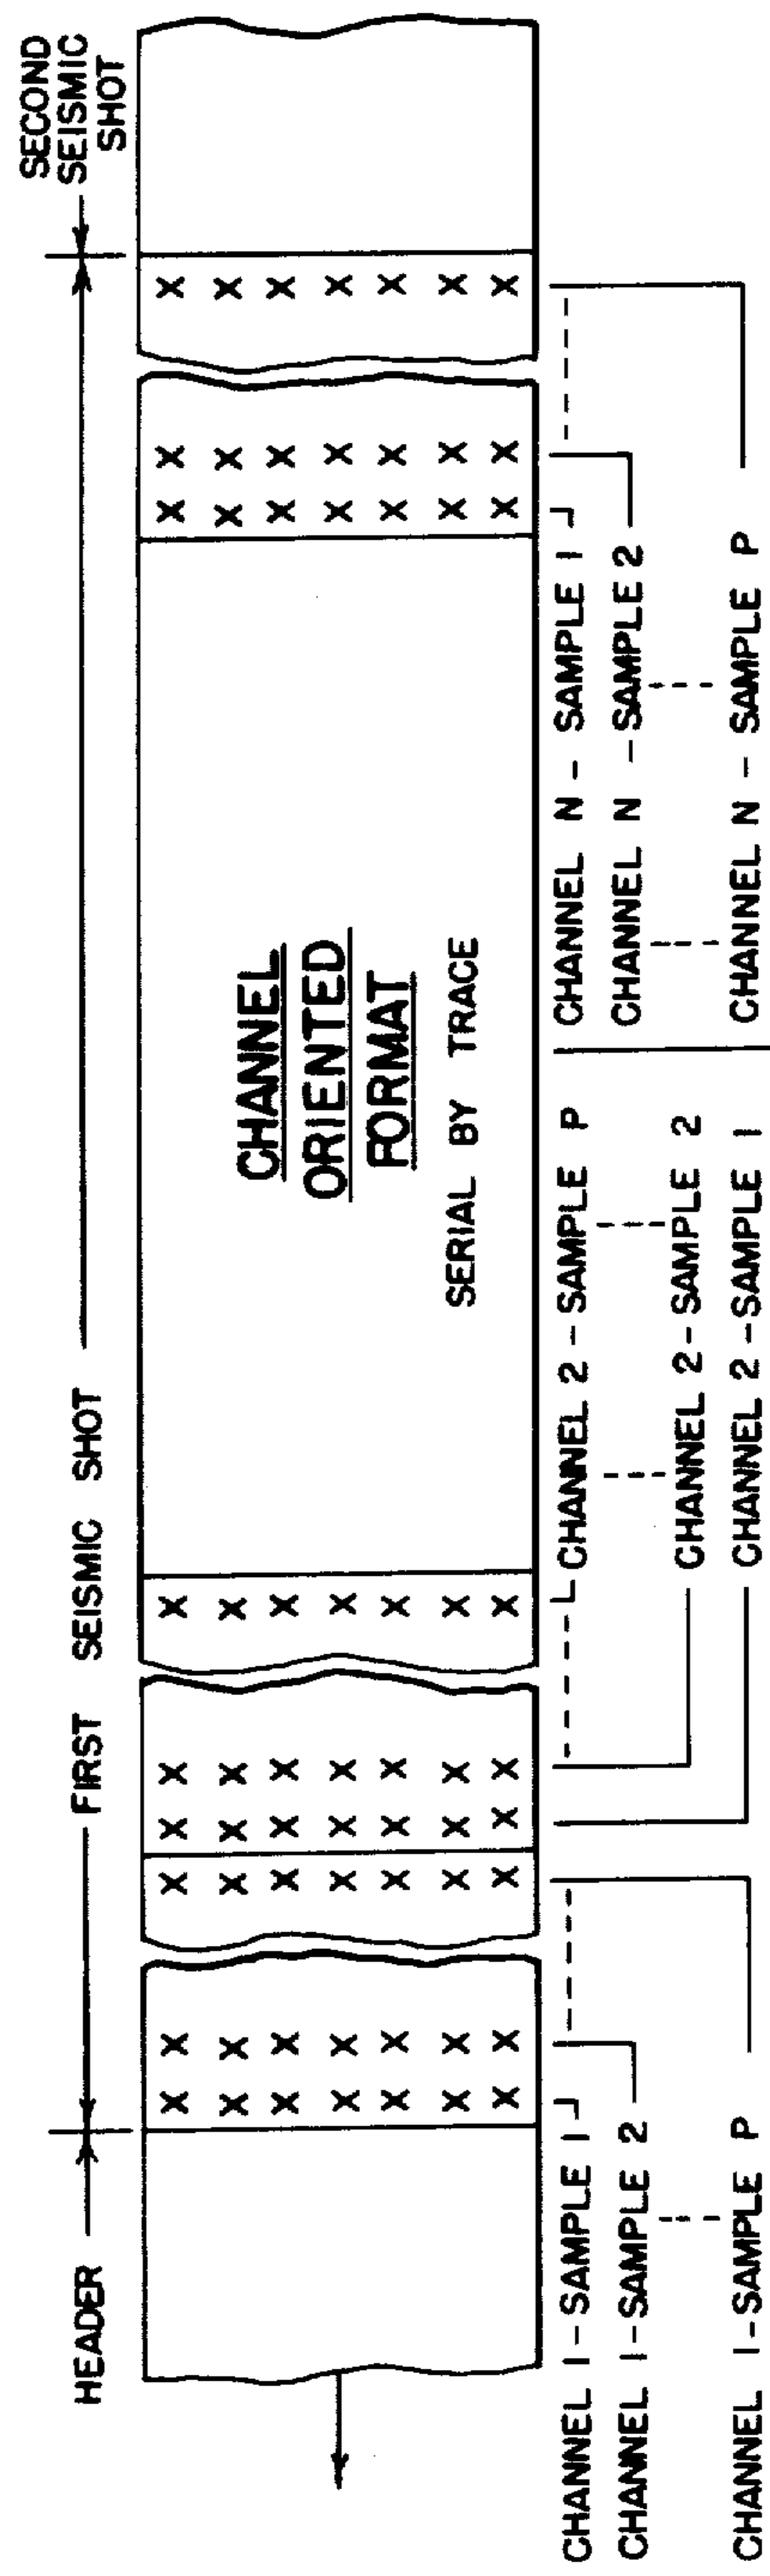 HEADER
FIRST SEISMIC SHOT
SECOND
SEISMIC
SHOT
X X X X X X X
X X X X X X X
X X X X X X X
X X X X X X X
X X X X X X X
X X X X X X X
X X X X X X X
X X X X X X X
X X X X X X X
CHANNEL
ORIENTED
FORMAT
SERIAL BY TRACE
CHANNEL 1-SAMPLE 1
CHANNEL 1-SAMPLE 2
CHANNEL 1-SAMPLE P
CHANNEL 2-SAMPLE P
CHANNEL 2-SAMPLE 2
CHANNEL 2-SAMPLE 1
CHANNEL N - SAMPLE 1
CHANNEL N -SAMPLE 2
CHANNEL N - SAMPLE P